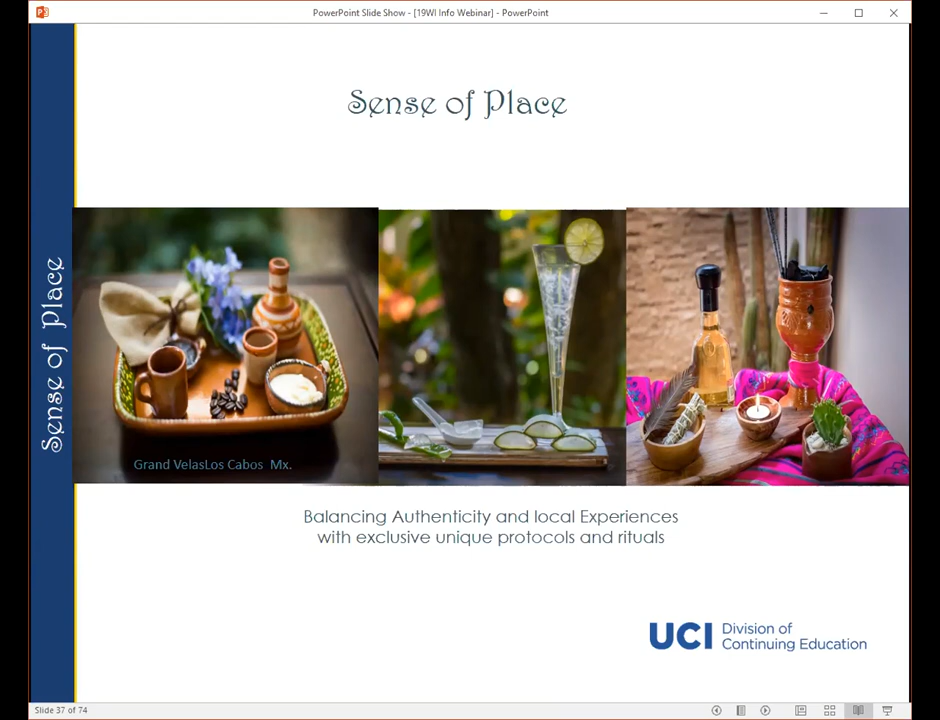 PowerPoint Slide Show - [19WI Info Webinar] - PowerPoint
Sense of Place
Sense of Place
Grand VelasLos Cabos Mx.
Balancing Authenticity and local Experiences
with exclusive unique protocols and rituals
UCI Division of
Continuing Education
Slide 37 of 74